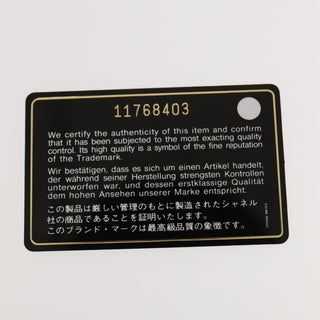 11768403
We certify the authenticity of this item and confirm
that it has been subjected to the most exacting quality
control. Its high quality is a symbol of the fine reputation
of the Trademark.
Wir bestätigen, dass es sich um einen Artikel handelt,
der während seiner Herstellung strengsten Kontrollen
unterworfen war, und dessen erstklassige Qualität
dem hohen Ansehen unserer Marke entspricht.
この製品は厳しい管理のもとに製造されたシャネル
社の商品であることを証明いたします。
このブランド・マークは最高級品質の象徴です。